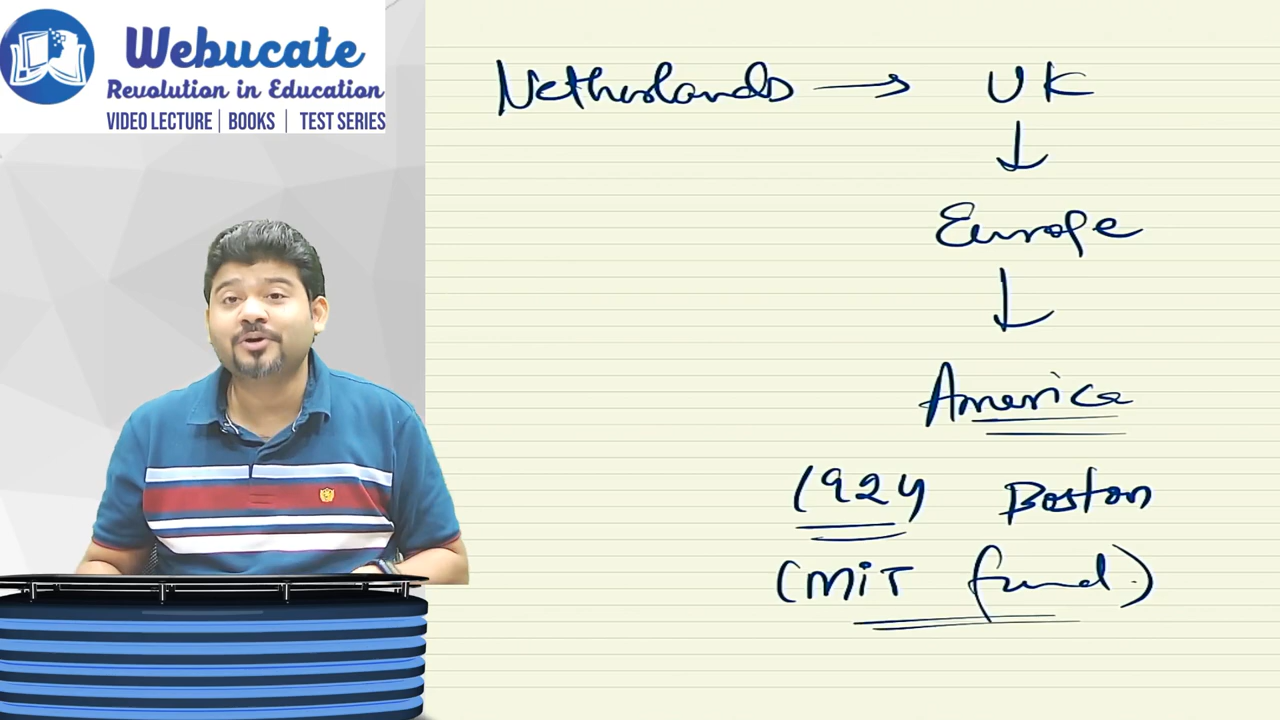 Webucate
Revolution in Education
VIDEO LECTURE | BOOKS | TEST SERIES
Netherlands → UK
↓
Europe
↓
America
1924 Boston
(MIT fund)